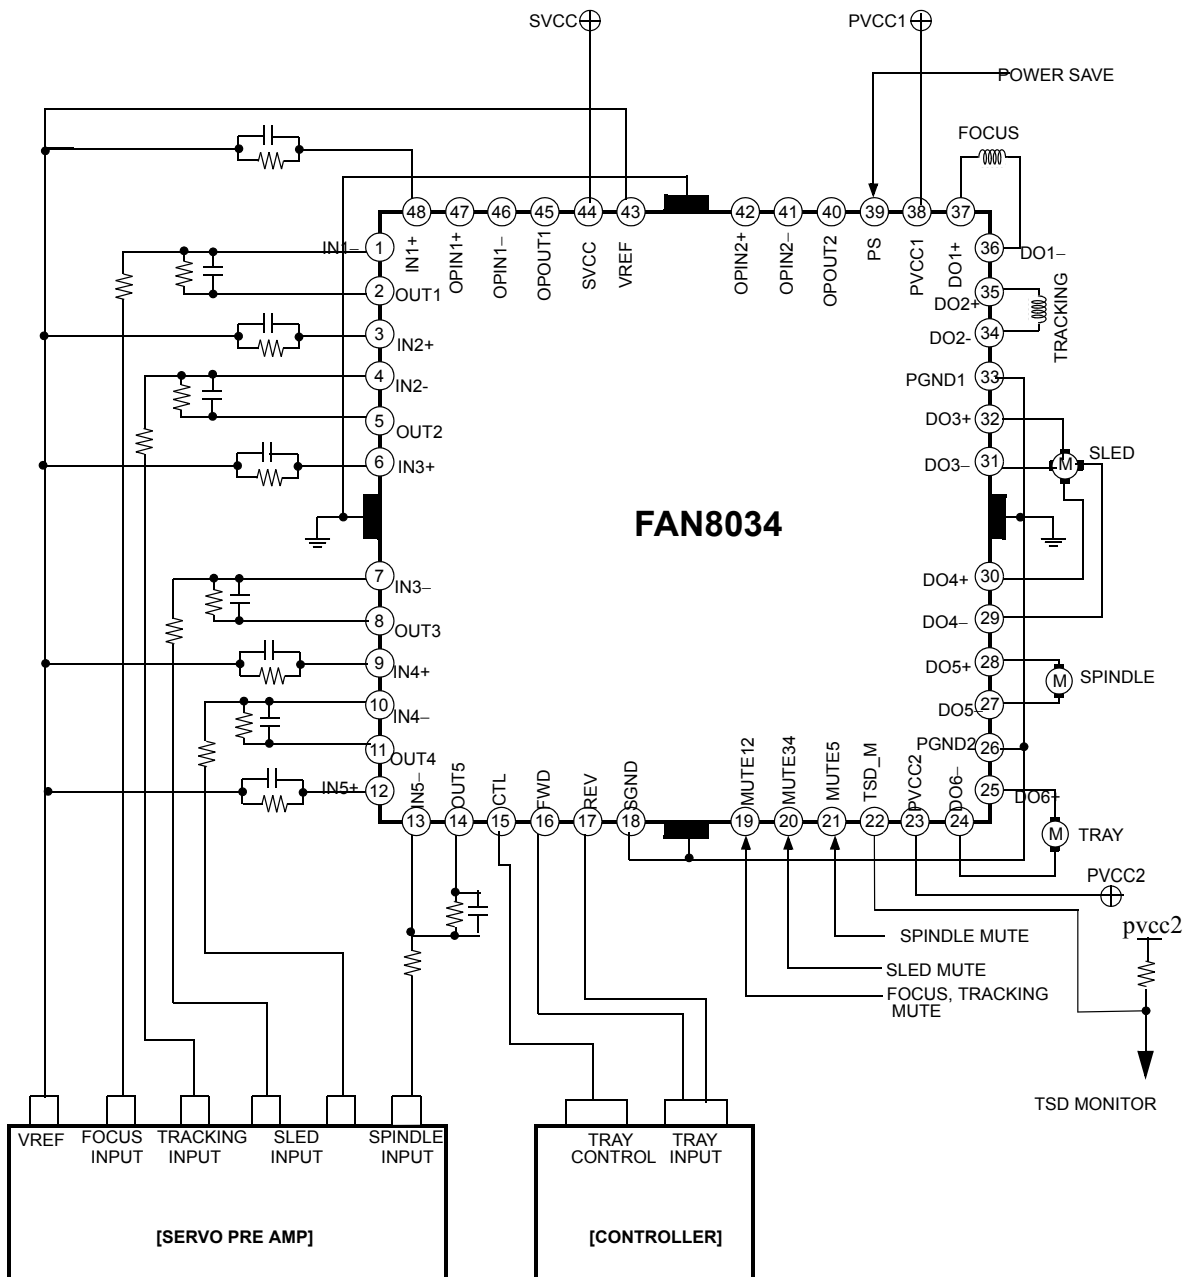 SVCC
PVCC1
POWER SAVE
FOCUS
48 47 46 45 44 43 42 41 40 39 38 37
IN1+
OPIN1+
OPIN1−
OPOUT1
SVCC
VREF
OPIN2+
OPIN2−
OPOUT2
PS
PVCC1
DO1+
IN1− 1
2 OUT1
3 IN2+
4 IN2-
5 OUT2
6 IN3+
7 IN3−
8 OUT3
9 IN4+
10 IN4−
11 OUT4
IN5+ 12
FAN8034
36 DO1−
DO2+ 35
DO2- 34
TRACKING
PGND1 33
DO3+ 32
DO3− 31
M SLED
DO4+ 30
DO4− 29
DO5+ 28
M SPINDLE
DO5− 27
PGND2 26
25 DO6+
IN5−
OUT5
CTL
FWD
REV
SGND
MUTE12
MUTE34
MUTE5
TSD_M
PVCC2
DO6−
13 14 15 16 17 18 19 20 21 22 23 24
M TRAY
PVCC2
pvcc2
SPINDLE MUTE
SLED MUTE
FOCUS, TRACKING
MUTE
TSD MONITOR
VREF
FOCUS
INPUT
TRACKING
INPUT
SLED
INPUT
SPINDLE
INPUT
[SERVO PRE AMP]
TRAY
CONTROL
TRAY
INPUT
[CONTROLLER]